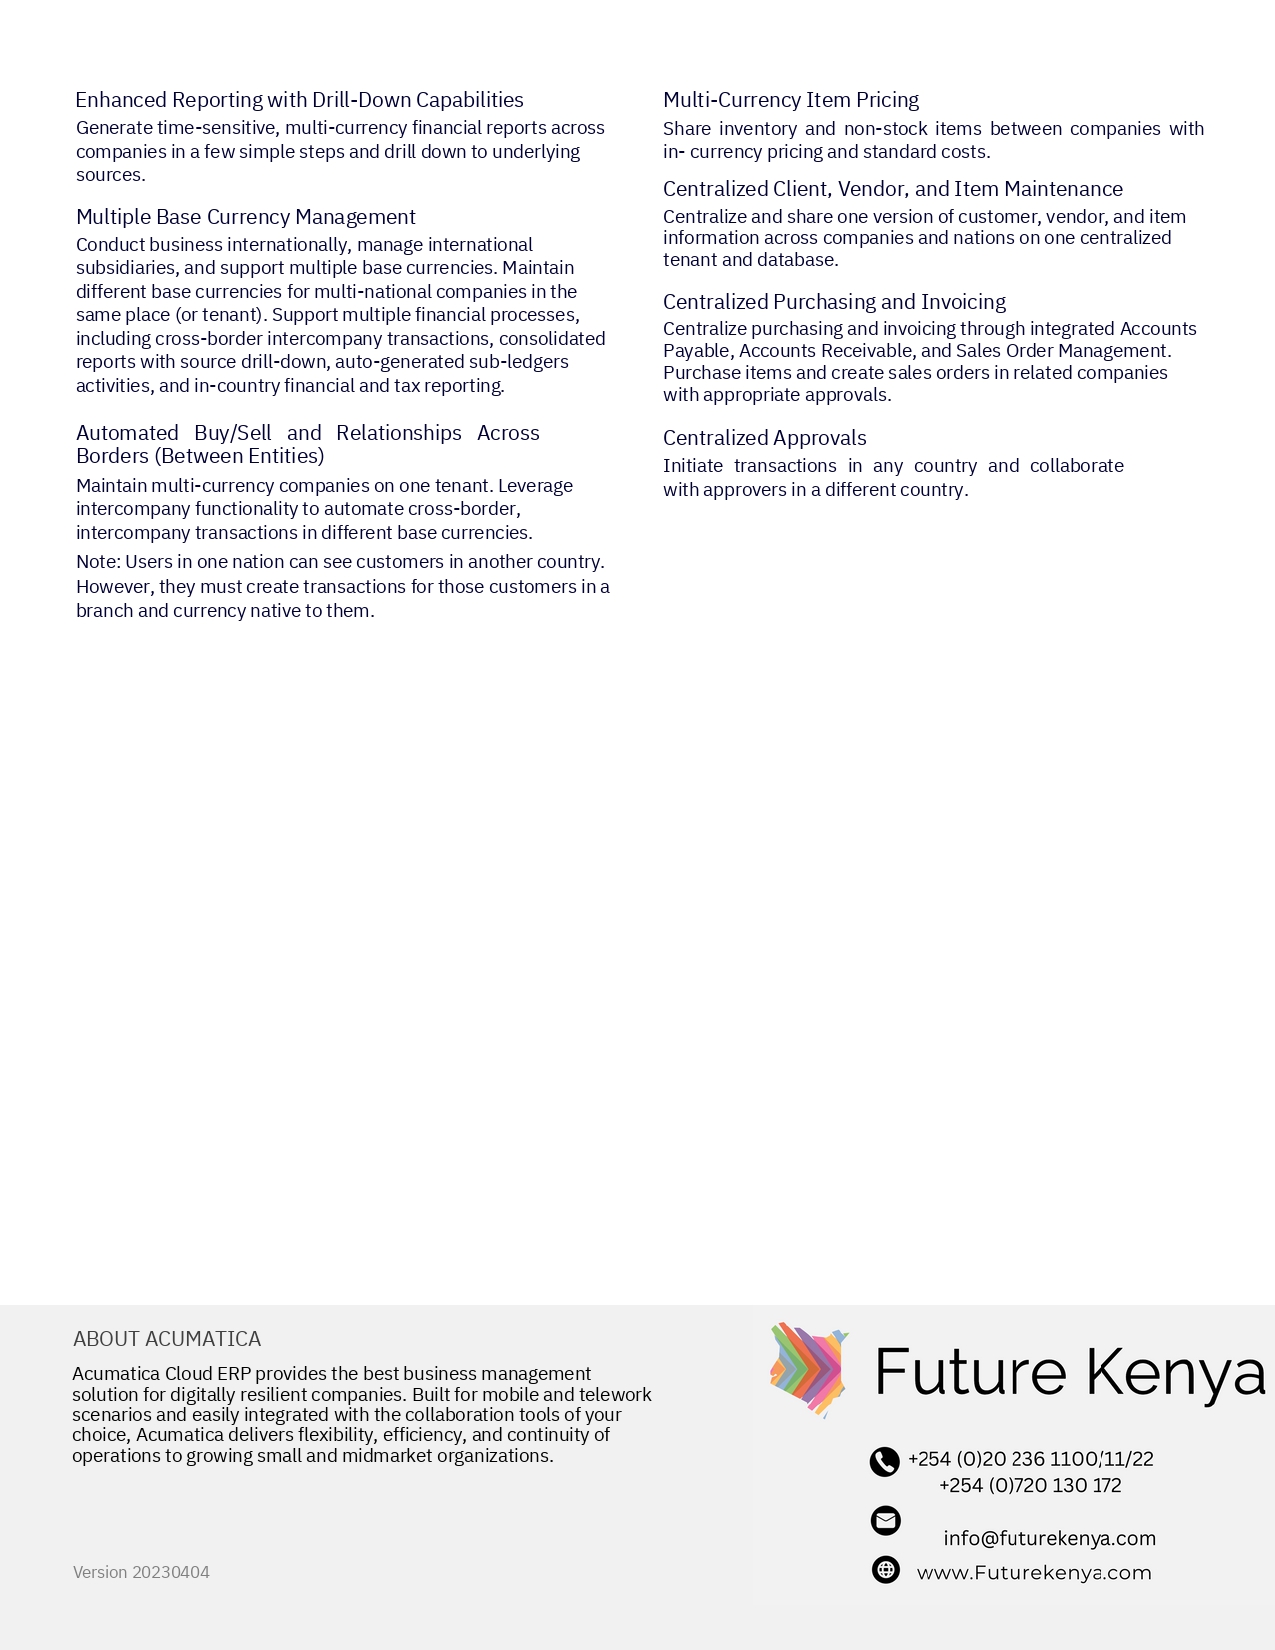 Enhanced Reporting with Drill-Down Capabilities
Generate time-sensitive, multi-currency financial reports across
companies in a few simple steps and drill down to underlying
sources.
Multiple Base Currency Management
Conduct business internationally, manage international
subsidiaries, and support multiple base currencies. Maintain
different base currencies for multi-national companies in the
same place (or tenant). Support multiple financial processes,
including cross-border intercompany transactions, consolidated
reports with source drill-down, auto-generated sub-ledgers
activities, and in-country financial and tax reporting.
Automated Buy/Sell and Relationships Across
Borders (Between Entities)
Maintain multi-currency companies on one tenant. Leverage
intercompany functionality to automate cross-border,
intercompany transactions in different base currencies.
Note: Users in one nation can see customers in another country.
However, they must create transactions for those customers in a
branch and currency native to them.
Multi-Currency Item Pricing
Share inventory and non-stock items between companies with
in- currency pricing and standard costs.
Centralized Client, Vendor, and Item Maintenance
Centralize and share one version of customer, vendor, and item
information across companies and nations on one centralized
tenant and database.
Centralized Purchasing and Invoicing
Centralize purchasing and invoicing through integrated Accounts
Payable, Accounts Receivable, and Sales Order Management.
Purchase items and create sales orders in related companies
with appropriate approvals.
Centralized Approvals
Initiate transactions in any country and collaborate
with approvers in a different country.
ABOUT ACUMATICA
Acumatica Cloud ERP provides the best business management
solution for digitally resilient companies. Built for mobile and telework
scenarios and easily integrated with the collaboration tools of your
choice, Acumatica delivers flexibility, efficiency, and continuity of
operations to growing small and midmarket organizations.
Version 20230404
Future Kenya
+254 (0)20 236 1100/11/22
+254 (0)720 130 172
info@futurekenya.com
www.Futurekenya.com